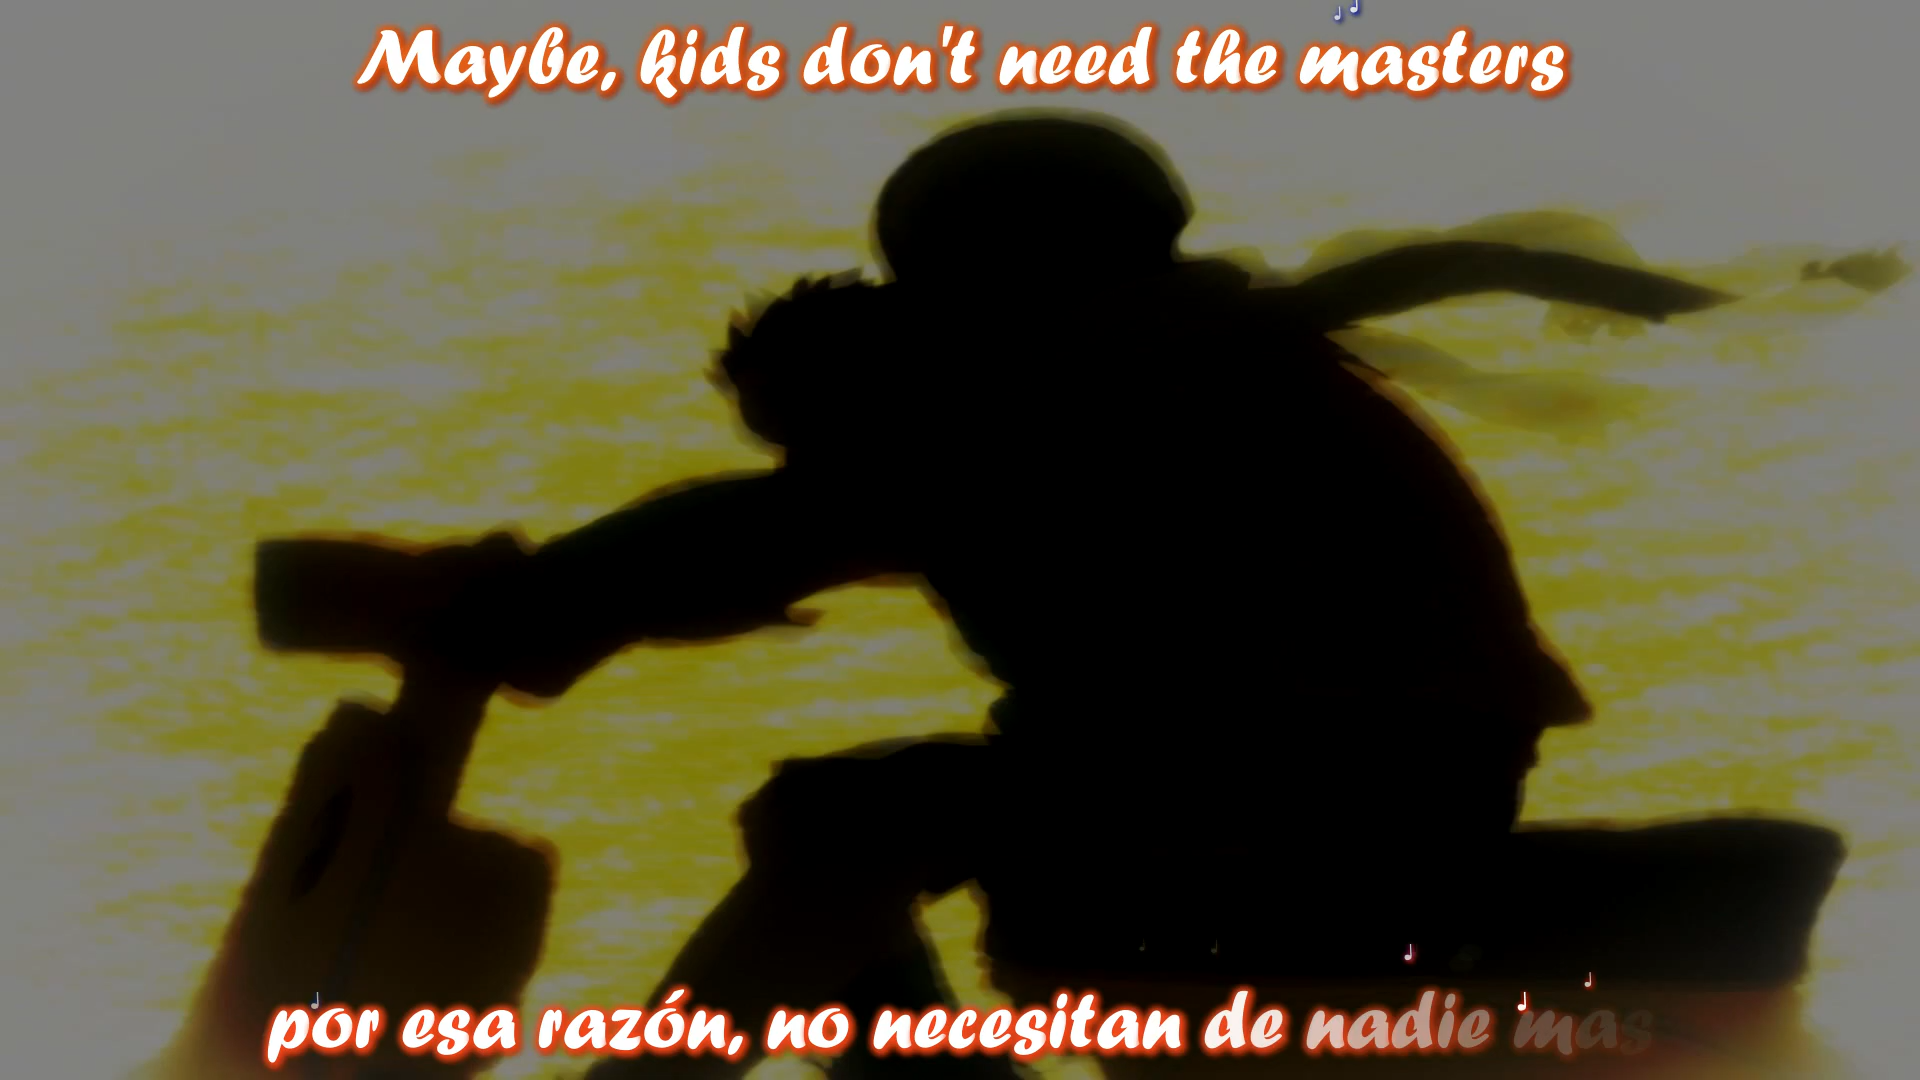 Maybe, kids don't need the masters
por esa razón, no necesitan de nadie mas